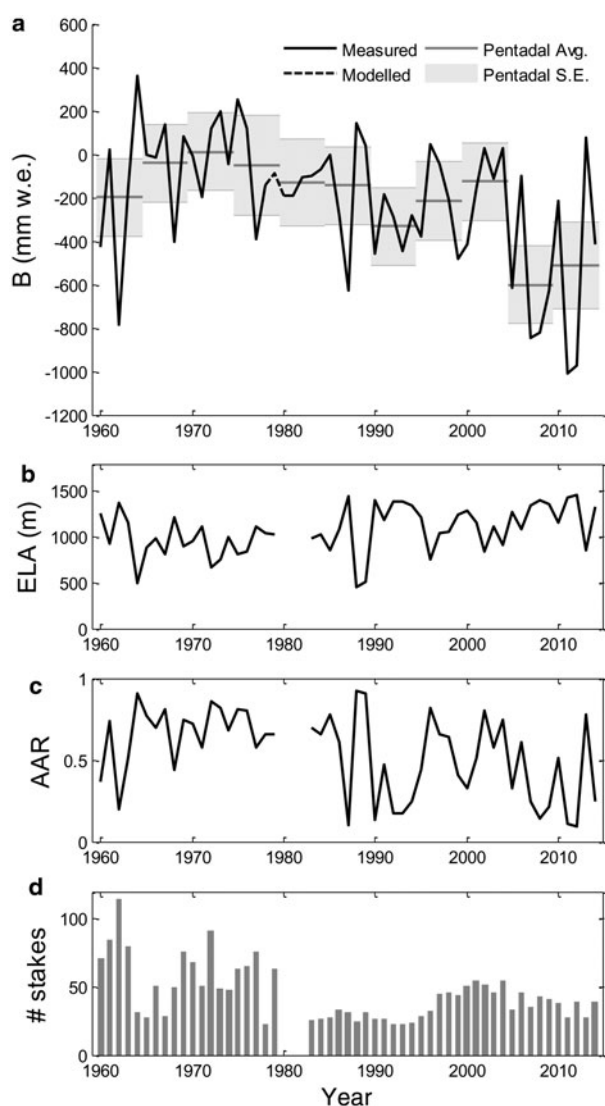 a
Measured
Pentadal Avg.
Modelled
Pentadal S.E.
B (mm w.e.)
600
400
200
0
-200
-400
-600
-800
-1000
-1200
1960 1970 1980 1990 2000 2010
b
ELA (m)
1500
1000
500
0
1960 1970 1980 1990 2000 2010
c
AAR
1
0.5
0
1960 1970 1980 1990 2000 2010
d
# stakes
100
50
0
1960 1970 1980 1990 2000 2010
Year